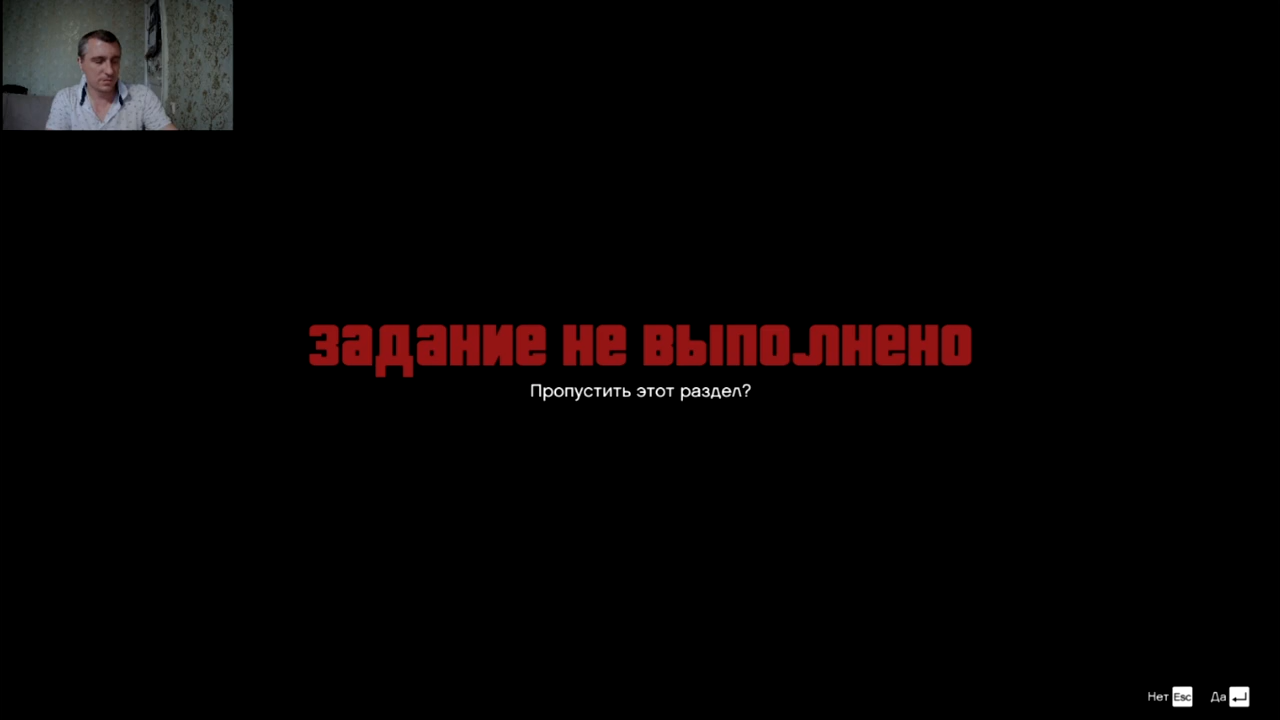 задание не выполнено
Пропустить этот раздел?
Нет Esc Да